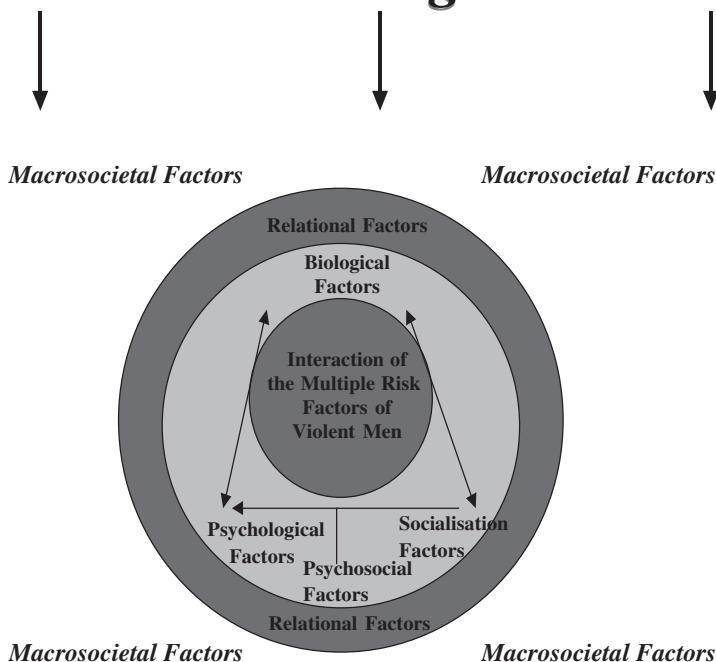 Macrosocietal Factors
Macrosocietal Factors
Relational Factors
Biological
Factors
Interaction of
the Multiple Risk
Factors of
Violent Men
Psychological
Factors
Socialisation
Factors
Psychosocial
Factors
Relational Factors
Macrosocietal Factors
Macrosocietal Factors